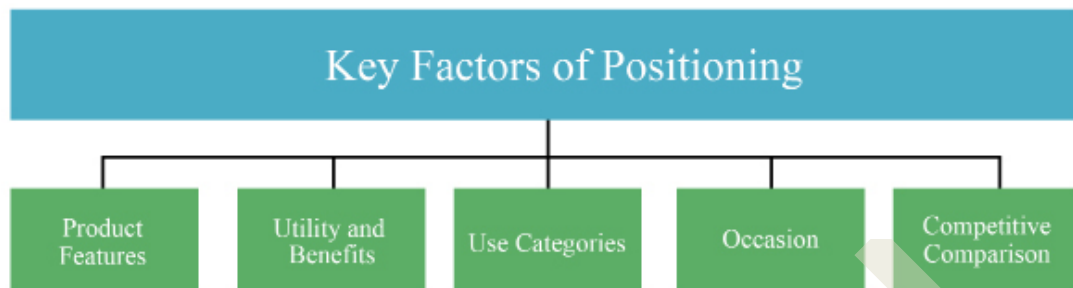 Key Factors of Positioning
Product
Features
Utility and
Benefits
Use Categories
Occasion
Competitive
Comparison